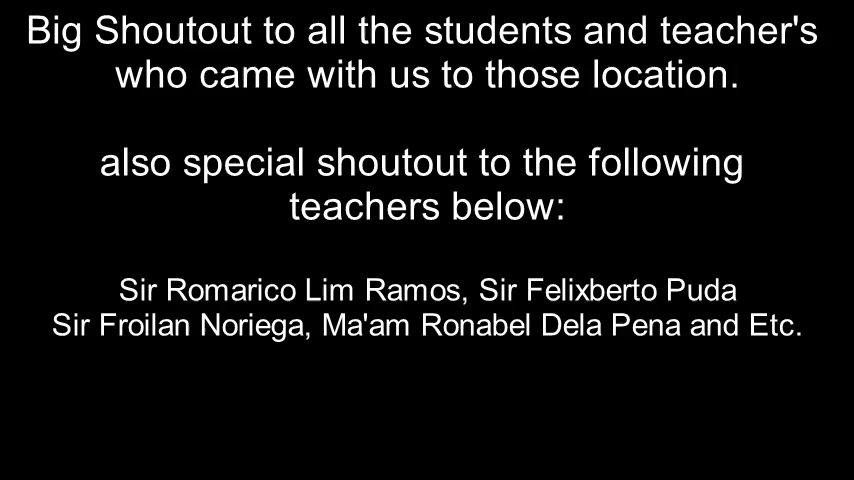 Big Shoutout to all the students and teacher's
who came with us to those location.
also special shoutout to the following
teachers below:
Sir Romarico Lim Ramos, Sir Felixberto Puda
Sir Froilan Noriega, Ma'am Ronabel Dela Pena and Etc.